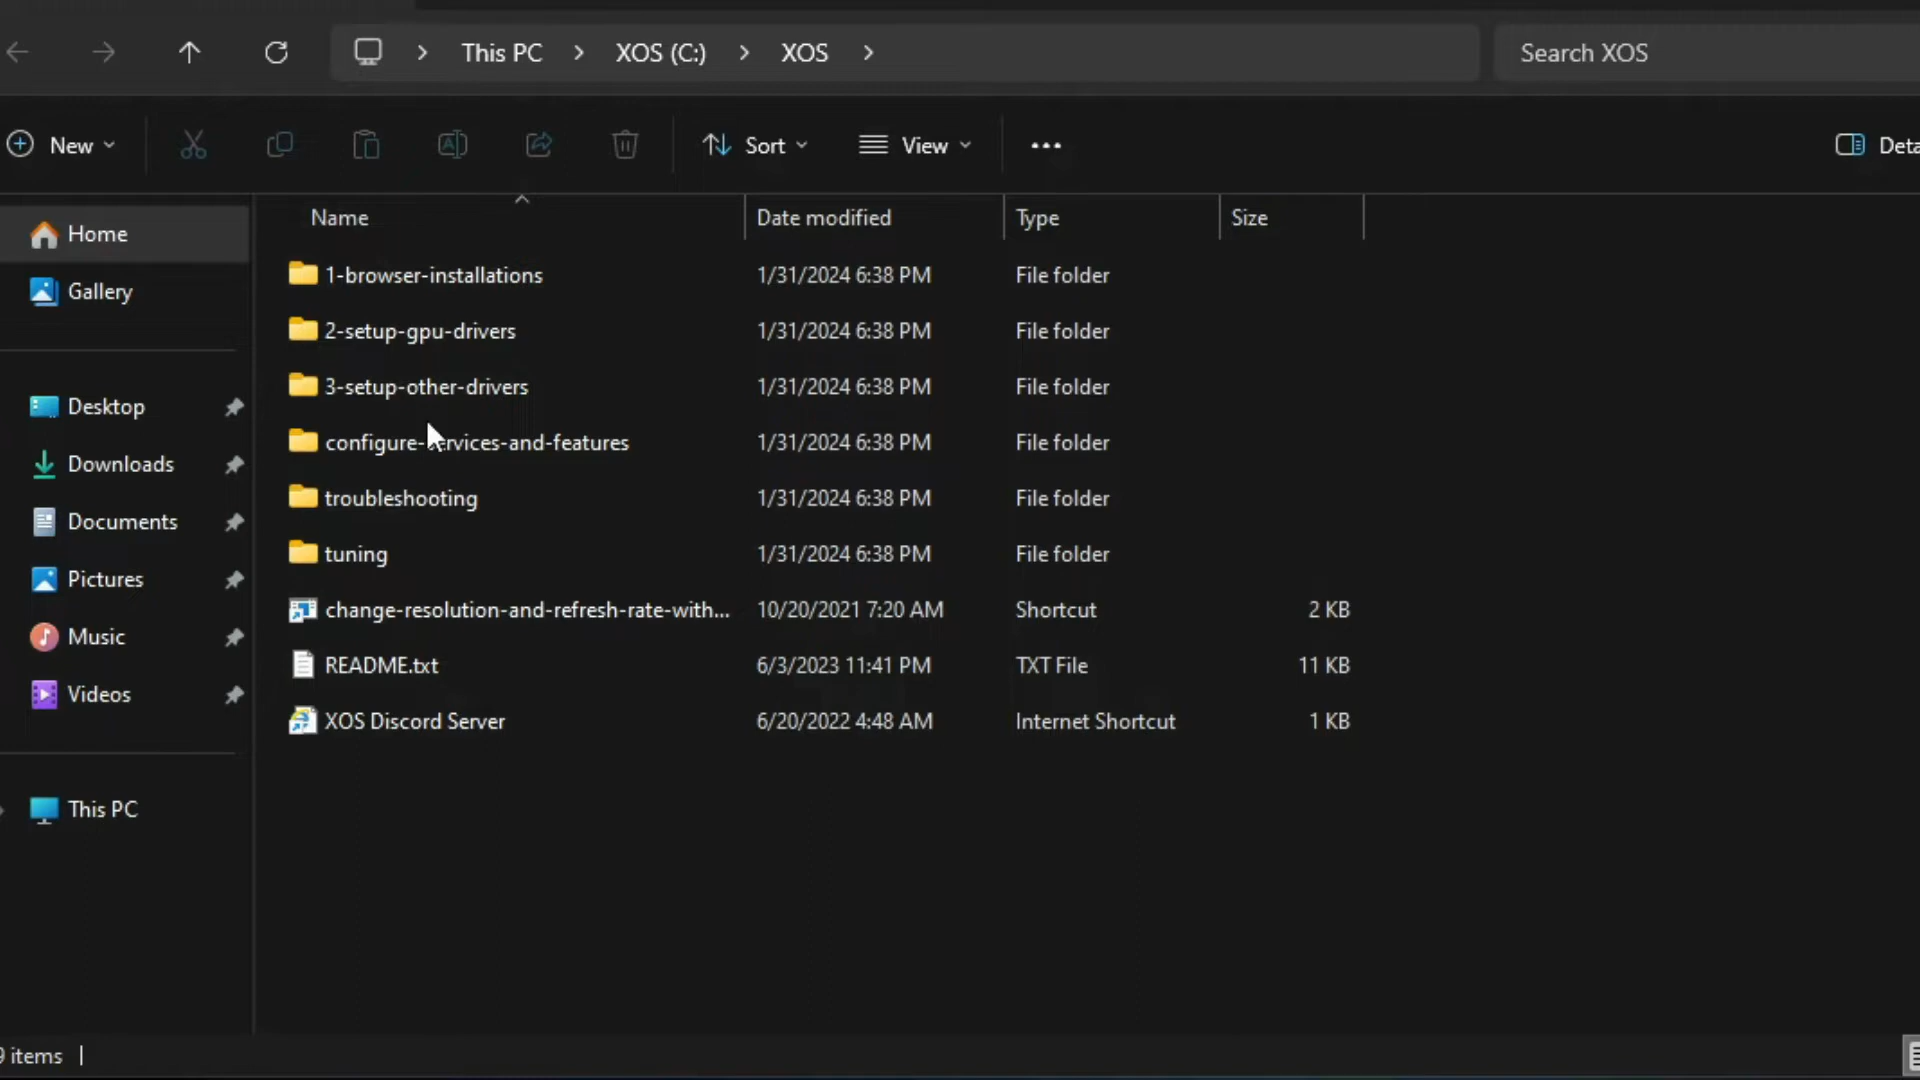 This PC XOS (C:) XOS Search XOS
New Sort View Deta
Home
Gallery
Desktop
Downloads
Documents
Pictures
Music
Videos
This PC
Name Date modified Type Size
1-browser-installations 1/31/2024 6:38 PM File folder
2-setup-gpu-drivers 1/31/2024 6:38 PM File folder
3-setup-other-drivers 1/31/2024 6:38 PM File folder
configure-services-and-features 1/31/2024 6:38 PM File folder
troubleshooting 1/31/2024 6:38 PM File folder
tuning 1/31/2024 6:38 PM File folder
change-resolution-and-refresh-rate-with... 10/20/2021 7:20 AM Shortcut 2 KB
README.txt 6/3/2023 11:41 PM TXT File 11 KB
XOS Discord Server 6/20/2022 4:48 AM Internet Shortcut 1 KB
9 items